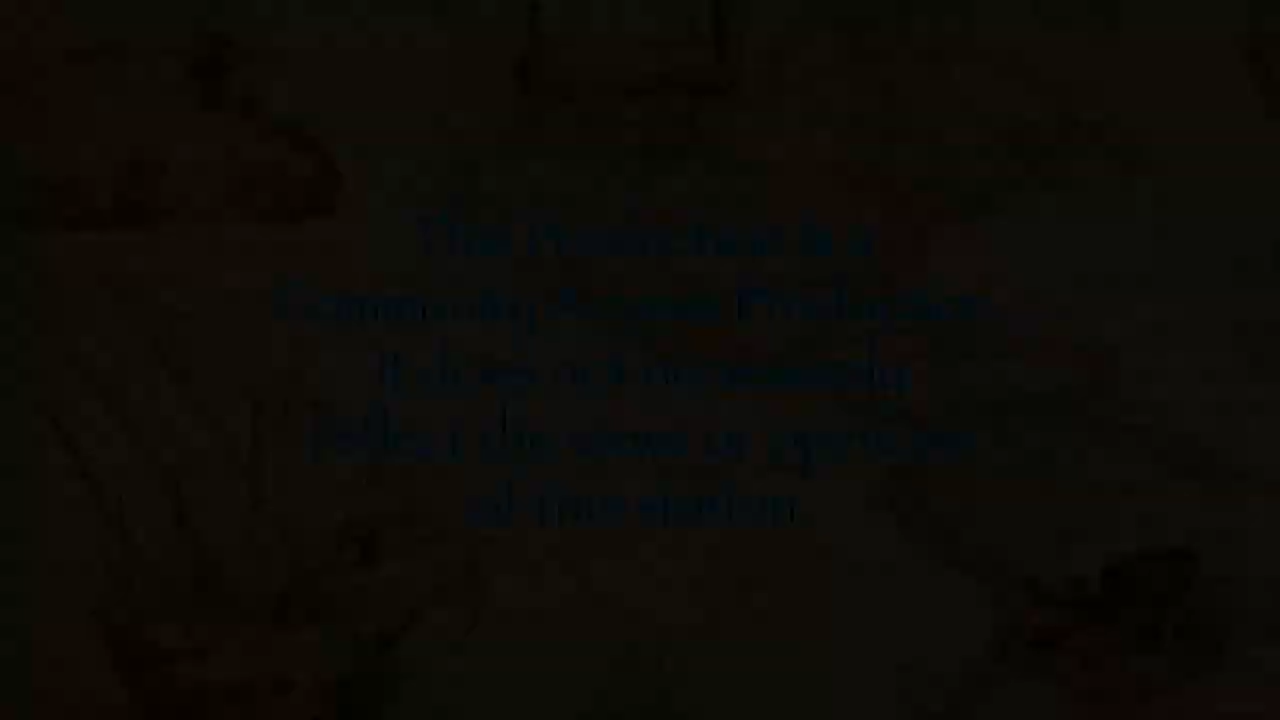 This Production is a
Community Access Production.
It does not necessarily
reflect the views or opinions
of this station.